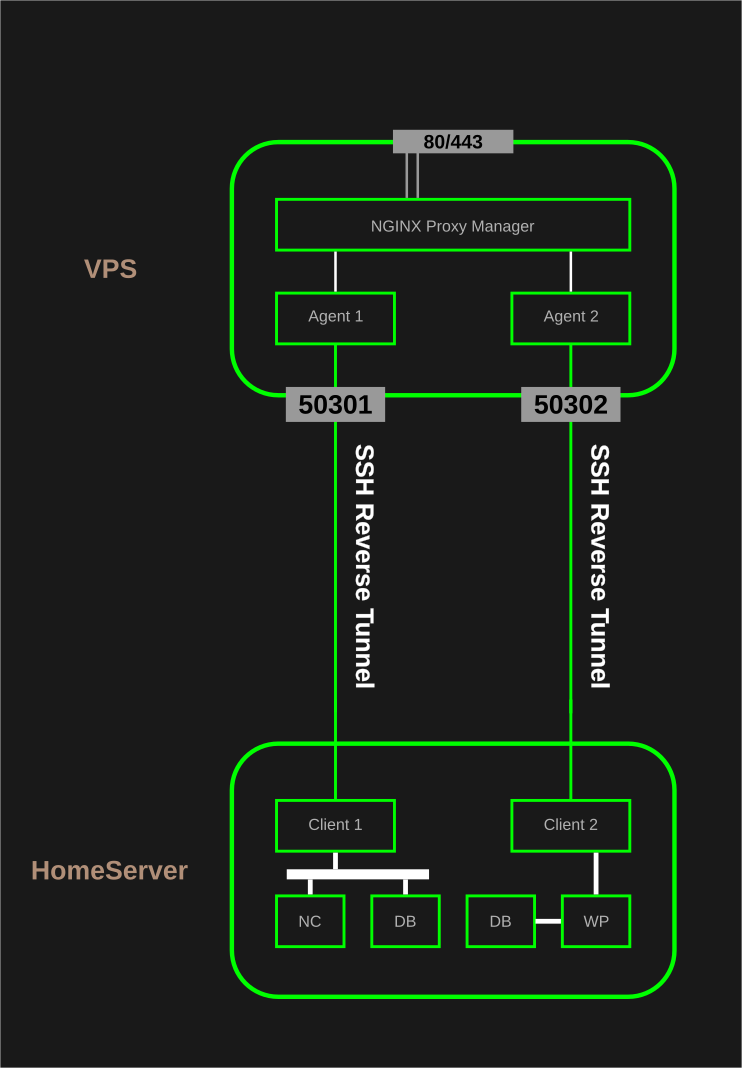 80/443
NGINX Proxy Manager
VPS
Agent 1
Agent 2
50301
50302
SSH Reverse Tunnel
SSH Reverse Tunnel
Client 1
Client 2
HomeServer
NC
DB
DB
WP